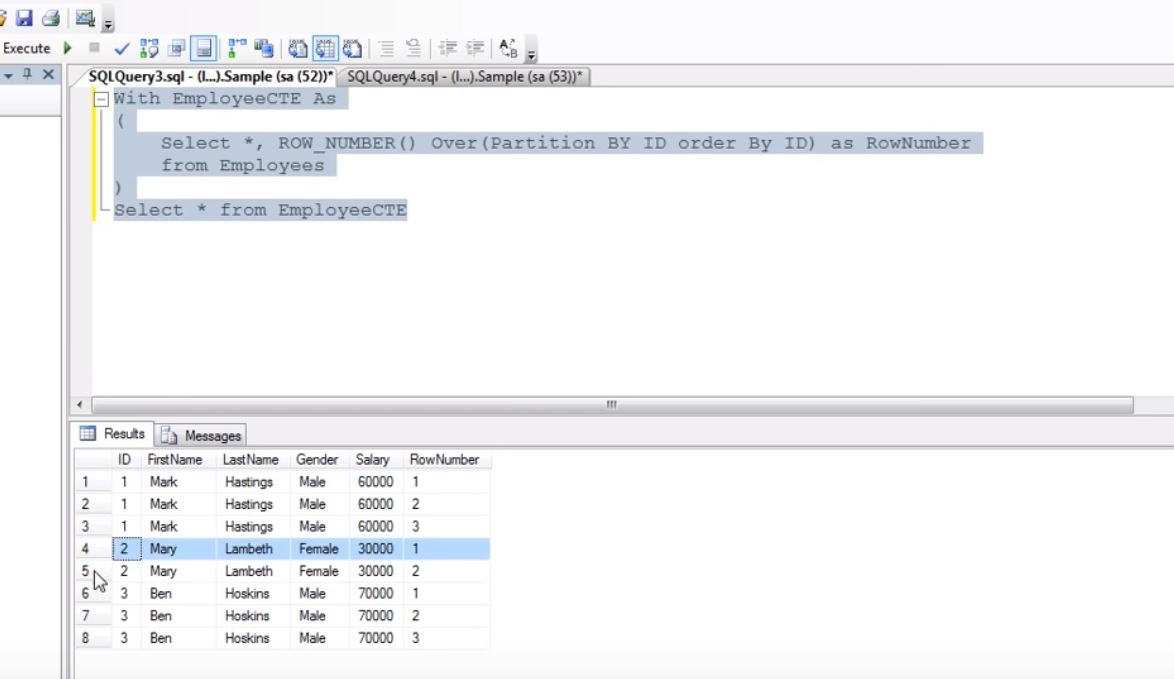 Execute
SQLQuery3.sql - (l...).Sample (sa (52))* SQLQuery4.sql - (l...).Sample (sa (53))*
With EmployeeCTE As
(
Select *, ROW_NUMBER() Over(Partition BY ID order By ID) as RowNumber
from Employees
)
Select * from EmployeeCTE
Results Messages
ID FirstName LastName Gender Salary RowNumber
1 1 Mark Hastings Male 60000 1
2 1 Mark Hastings Male 60000 2
3 1 Mark Hastings Male 60000 3
4 2 Mary Lambeth Female 30000 1
5 2 Mary Lambeth Female 30000 2
6 3 Ben Hoskins Male 70000 1
7 3 Ben Hoskins Male 70000 2
8 3 Ben Hoskins Male 70000 3